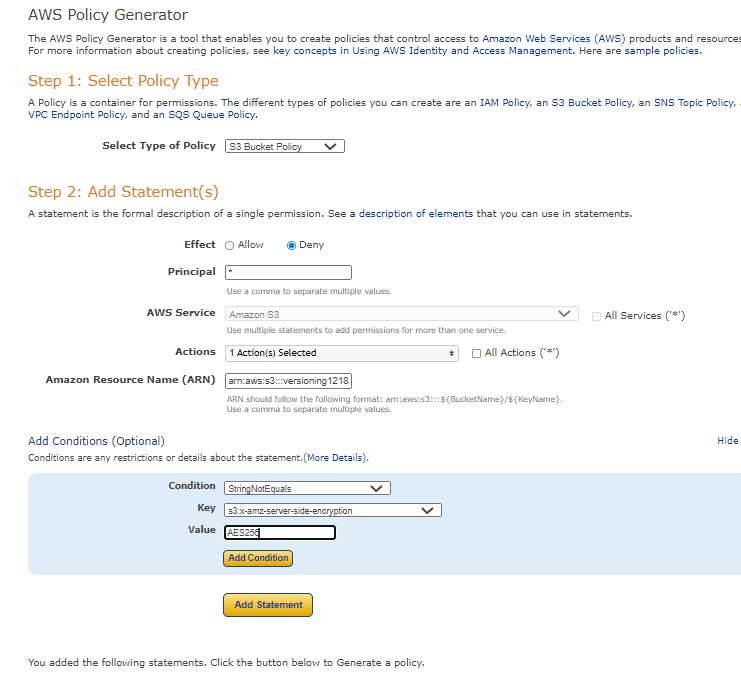 AWS Policy Generator
The AWS Policy Generator is a tool that enables you to create policies that control access to Amazon Web Services (AWS) products and resources
For more information about creating policies, see key concepts in Using AWS Identity and Access Management. Here are sample policies.
Step 1: Select Policy Type
A Policy is a container for permissions. The different types of policies you can create are an IAM Policy, an S3 Bucket Policy, an SNS Topic Policy,
VPC Endpoint Policy, and an SQS Queue Policy.
Select Type of Policy S3 Bucket Policy
Step 2: Add Statement(s)
A statement is the formal description of a single permission. See a description of elements that you can use in statements.
Effect Allow Deny
Principal *
Use a comma to separate multiple values.
AWS Service Amazon S3 All Services ('*')
Use multiple statements to add permissions for more than one service.
Actions 1 Action(s) Selected All Actions ('*')
Amazon Resource Name (ARN) arn:aws:s3:::versioning1218
ARN should follow the following format: arn:aws:s3:::${BucketName}/${KeyName}.
Use a comma to separate multiple values.
Add Conditions (Optional) Hide
Conditions are any restrictions or details about the statement.(More Details).
Condition StringNotEquals
Key s3:x-amz-server-side-encryption
Value AES256
Add Condition
Add Statement
You added the following statements. Click the button below to Generate a policy.